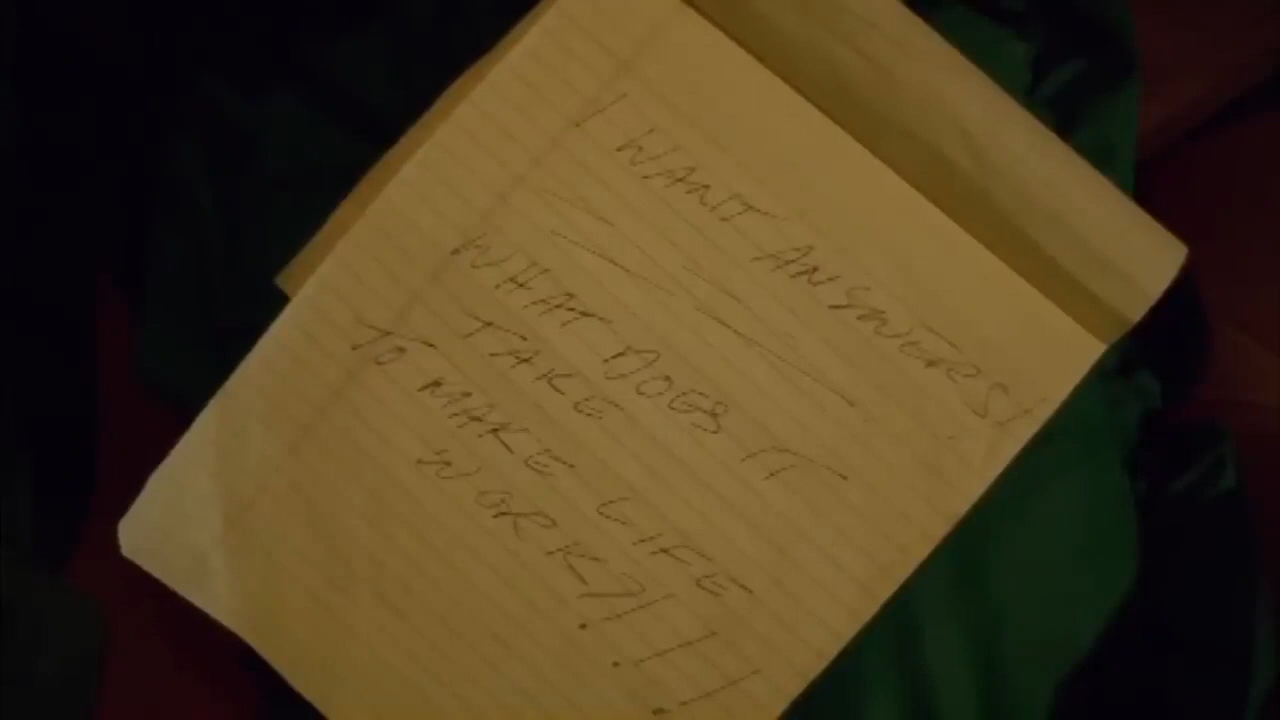 I WANT ANSWERS!
WHAT DOES IT
TAKE
TO MAKE LIFE
WORK?!!!